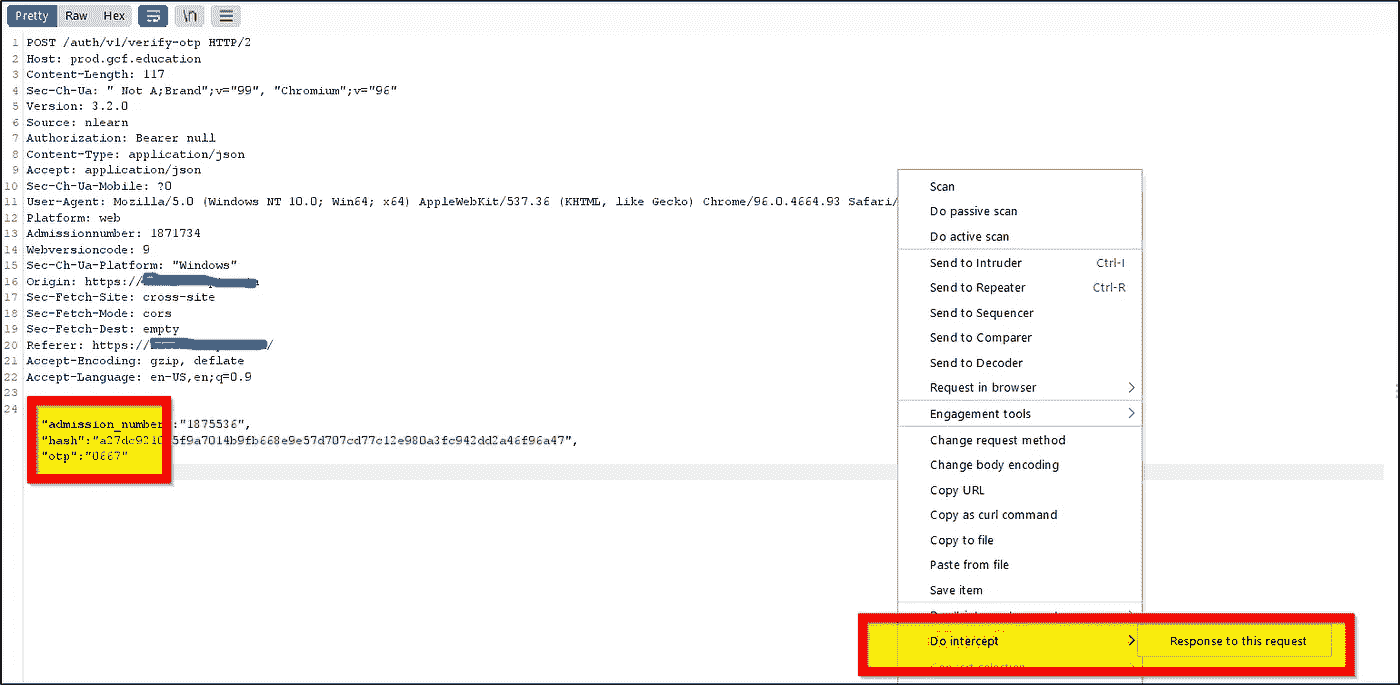 Pretty Raw Hex \n
1 POST /auth/v1/verify-otp HTTP/2
2 Host: prod.gcf.education
3 Content-Length: 117
4 Sec-Ch-Ua: " Not A;Brand";v="99", "Chromium";v="96"
5 Version: 3.2.0
6 Source: nlearn
7 Authorization: Bearer null
8 Content-Type: application/json
9 Accept: application/json
10 Sec-Ch-Ua-Mobile: ?0
11 User-Agent: Mozilla/5.0 (Windows NT 10.0; Win64; x64) AppleWebKit/537.36 (KHTML, like Gecko) Chrome/96.0.4664.93 Safari/
12 Platform: web
13 Admissionnumber: 1871734
14 Webversioncode: 9
15 Sec-Ch-Ua-Platform: "Windows"
16 Origin: https://
17 Sec-Fetch-Site: cross-site
18 Sec-Fetch-Mode: cors
19 Sec-Fetch-Dest: empty
20 Referer: https:// /
21 Accept-Encoding: gzip, deflate
22 Accept-Language: en-US,en;q=0.9
23
24
"admission_number":"1875536",
"hash":
"otp":"0667"
Scan
Do passive scan
Do active scan
Send to Intruder Ctrl-I
Send to Repeater Ctrl-R
Send to Sequencer
Send to Comparer
Send to Decoder
Request in browser
Engagement tools
Change request method
Change body encoding
Copy URL
Copy as curl command
Copy to file
Paste from file
Save item
Do intercept
Response to this request